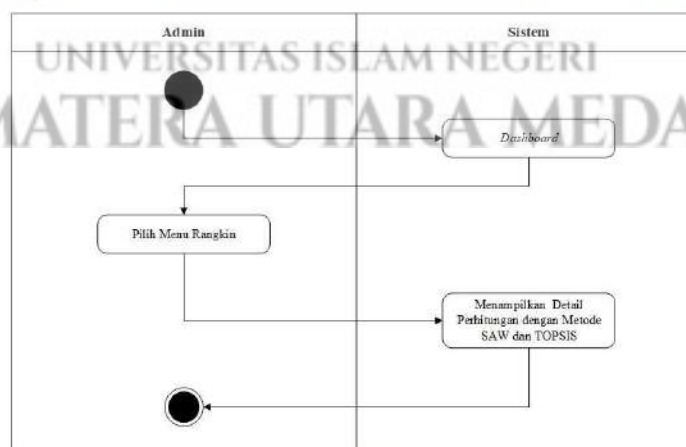 Admin
Sistem
UNIVERSITAS ISLAM NEGERI
MATERA UTARA MEDA
Dashboard
Pilih Menu Rangkin
Menampilkan Detail
Perhitungan dengan Metode
SAW dan TOPSIS